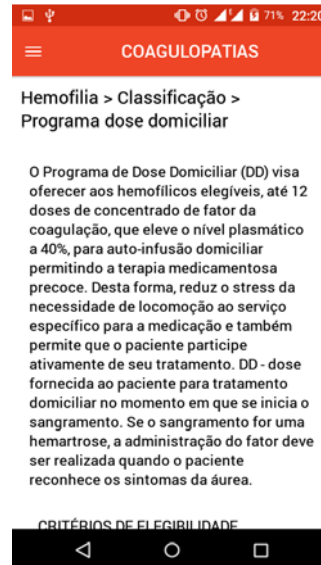 71% 22:20
COAGULOPATIAS
Hemofilia > Classificação >
Programa dose domiciliar
O Programa de Dose Domiciliar (DD) visa
oferecer aos hemofílicos elegíveis, até 12
doses de concentrado de fator da
coagulação, que eleve o nível plasmático
a 40%, para auto-infusão domiciliar
permitindo a terapia medicamentosa
precoce. Desta forma, reduz o stress da
necessidade de locomoção ao serviço
específico para a medicação e também
permite que o paciente participe
ativamente de seu tratamento. DD - dose
fornecida ao paciente para tratamento
domiciliar no momento em que se inicia o
sangramento. Se o sangramento for uma
hemartrose, a administração do fator deve
ser realizada quando o paciente
reconhece os sintomas da áurea.
CRITÉRIOS DE ELEGIBILIDADE